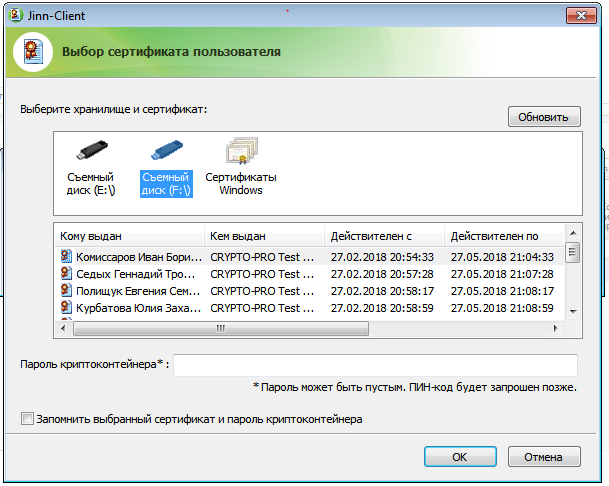 Jinn-Client
Выбор сертификата пользователя
Выберите хранилище и сертификат:
Обновить
Съемный диск (E:\)
Съемный диск (F:\)
Сертификаты Windows
Кому выдан Кем выдан Действителен с Действителен по
Комиссаров Иван Бори... CRYPTO-PRO Test ... 27.02.2018 20:54:33 27.05.2018 21:04:33
Седых Геннадий Тро... CRYPTO-PRO Test ... 27.02.2018 20:57:28 27.05.2018 21:07:28
Полищук Евгения Сем... CRYPTO-PRO Test ... 27.02.2018 20:58:17 27.05.2018 21:08:17
Курбатова Юлия Заха... CRYPTO-PRO Test ... 27.02.2018 20:58:59 27.05.2018 21:08:59
Пароль криптоконтейнера* :
* Пароль может быть пустым. ПИН-код будет запрошен позже.
Запомнить выбранный сертификат и пароль криптоконтейнера
OK
Отмена